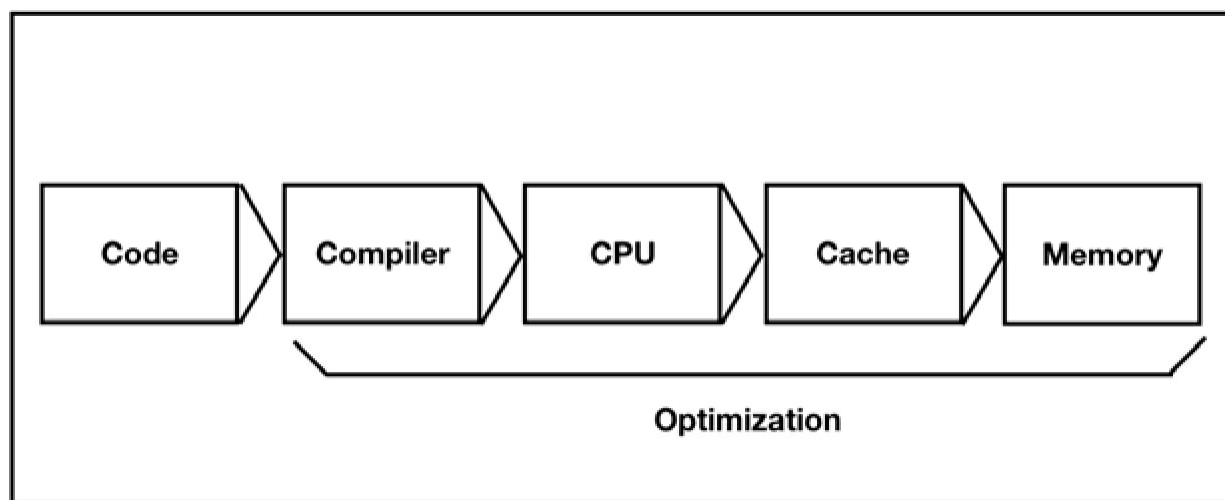 Code
Compiler
CPU
Cache
Memory
Optimization